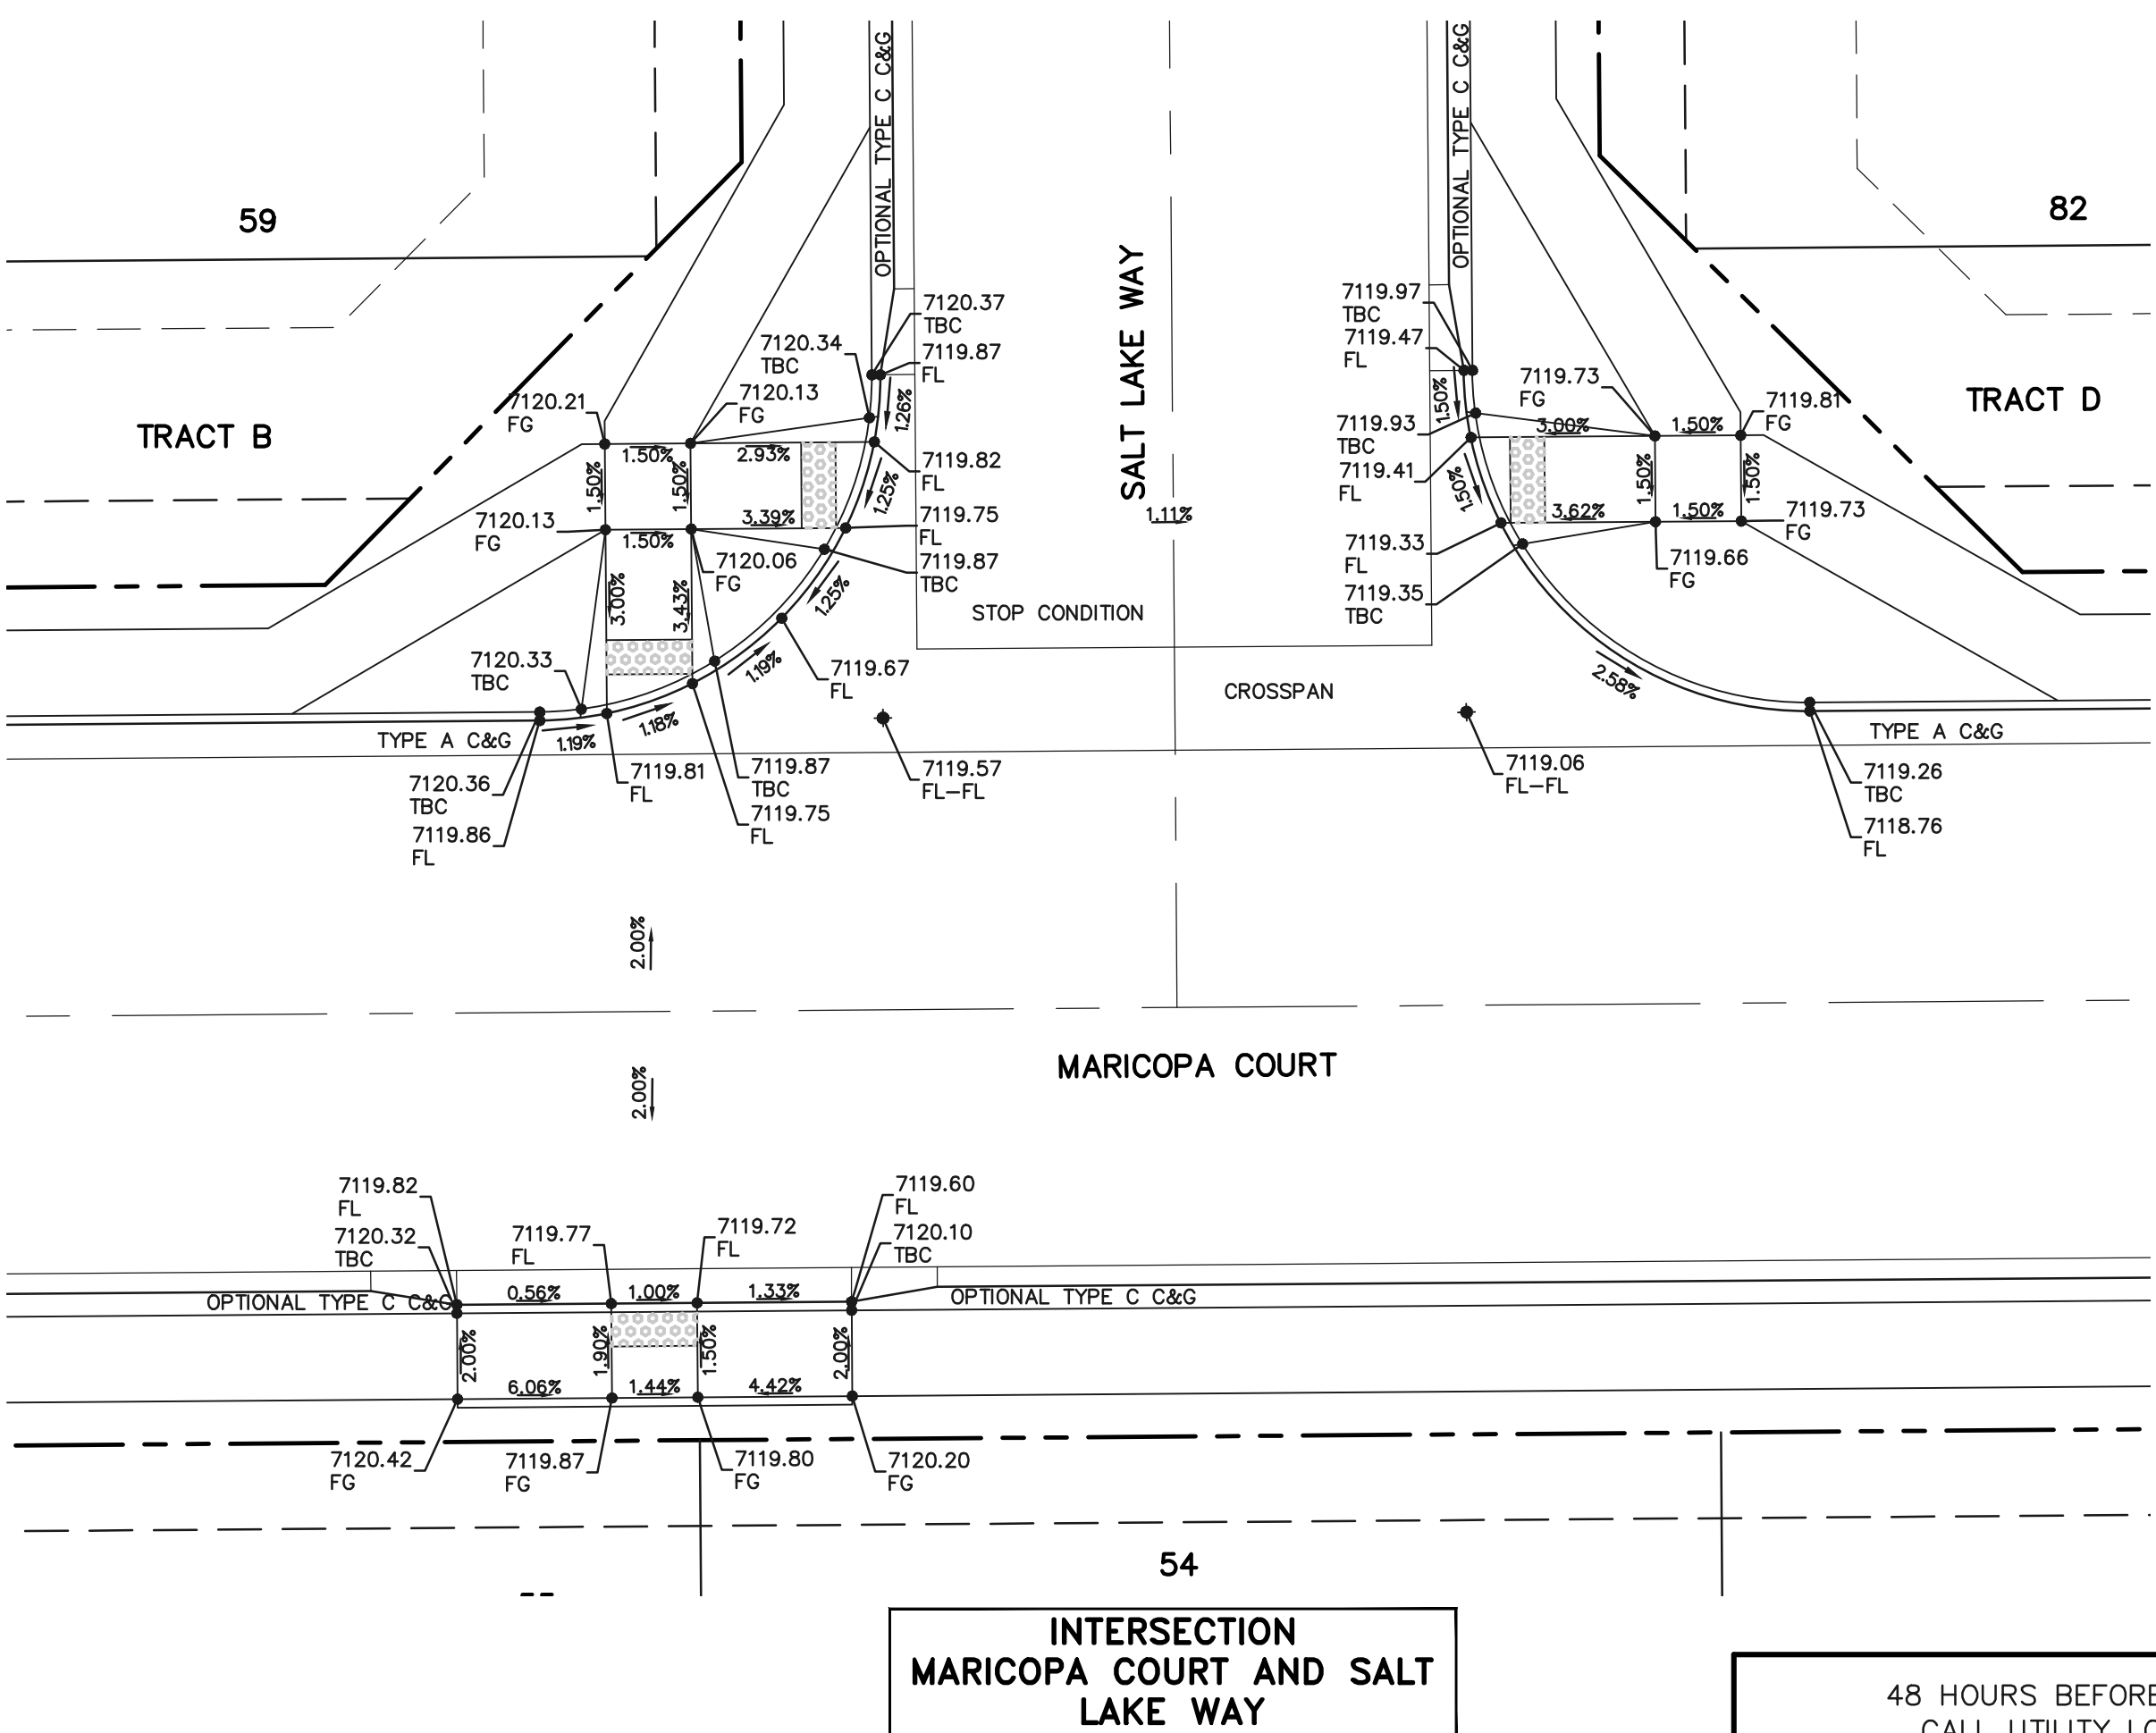 59
82
TRACT B
TRACT D
OPTIONAL TYPE C C&G
OPTIONAL TYPE C C&G
SALT LAKE WAY
7120.37
TBC
7119.87
FL
7120.34
TBC
7120.13
FG
7120.21
FG
1.26%
1.50%
2.93%
7119.82
FL
1.50%
1.50%
1.25%
7120.13
FG
3.39%
1.50%
7119.75
FL
7120.06
FG
7119.87
TBC
1.25%
3.00%
3.43%
7120.33
TBC
1.19%
7119.67
FL
1.18%
1.19%
TYPE A C&G
7120.36
TBC
7119.86
FL
7119.81
FL
7119.87
TBC
7119.75
FL
7119.57
FL-FL
1.11%
STOP CONDITION
CROSSPAN
7119.97
TBC
7119.47
FL
7119.73
FG
7119.81
FG
1.50%
7119.93
TBC
3.00%
1.50%
7119.41
FL
1.50%
1.50%
1.50%
3.62%
1.50%
7119.73
FG
7119.33
FL
7119.66
FG
7119.35
TBC
2.58%
7119.06
FL-FL
TYPE A C&G
7119.26
TBC
7118.76
FL
2.00%
2.00%
MARICOPA COURT
7119.82
FL
7120.32
TBC
7119.77
FL
7119.72
FL
7119.60
FL
7120.10
TBC
OPTIONAL TYPE C C&G
0.56%
1.00%
1.33%
OPTIONAL TYPE C C&G
2.00%
1.90%
1.50%
2.00%
6.06%
1.44%
4.42%
7120.42
FG
7119.87
FG
7119.80
FG
7120.20
FG
54
INTERSECTION
MARICOPA COURT AND SALT
LAKE WAY
48 HOURS BEFORE
CALL UTILITY